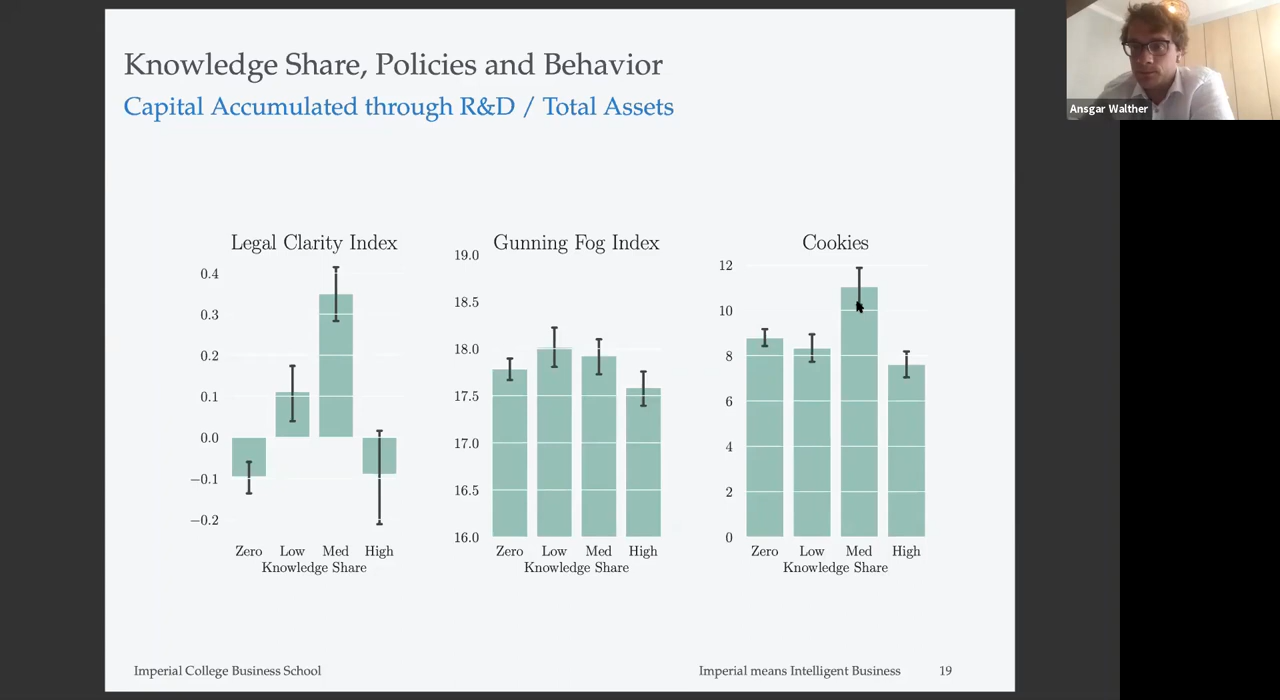 Knowledge Share, Policies and Behavior
Capital Accumulated through R&D / Total Assets
Ansgar Walther
Legal Clarity Index
0.4
0.3
0.2
0.1
0.0
−0.1
−0.2
Zero Low Med High
Knowledge Share
Gunning Fog Index
19.0
18.5
18.0
17.5
17.0
16.5
16.0
Zero Low Med High
Knowledge Share
Cookies
12
10
8
6
4
2
0
Zero Low Med High
Knowledge Share
Imperial College Business School
Imperial means Intelligent Business 19